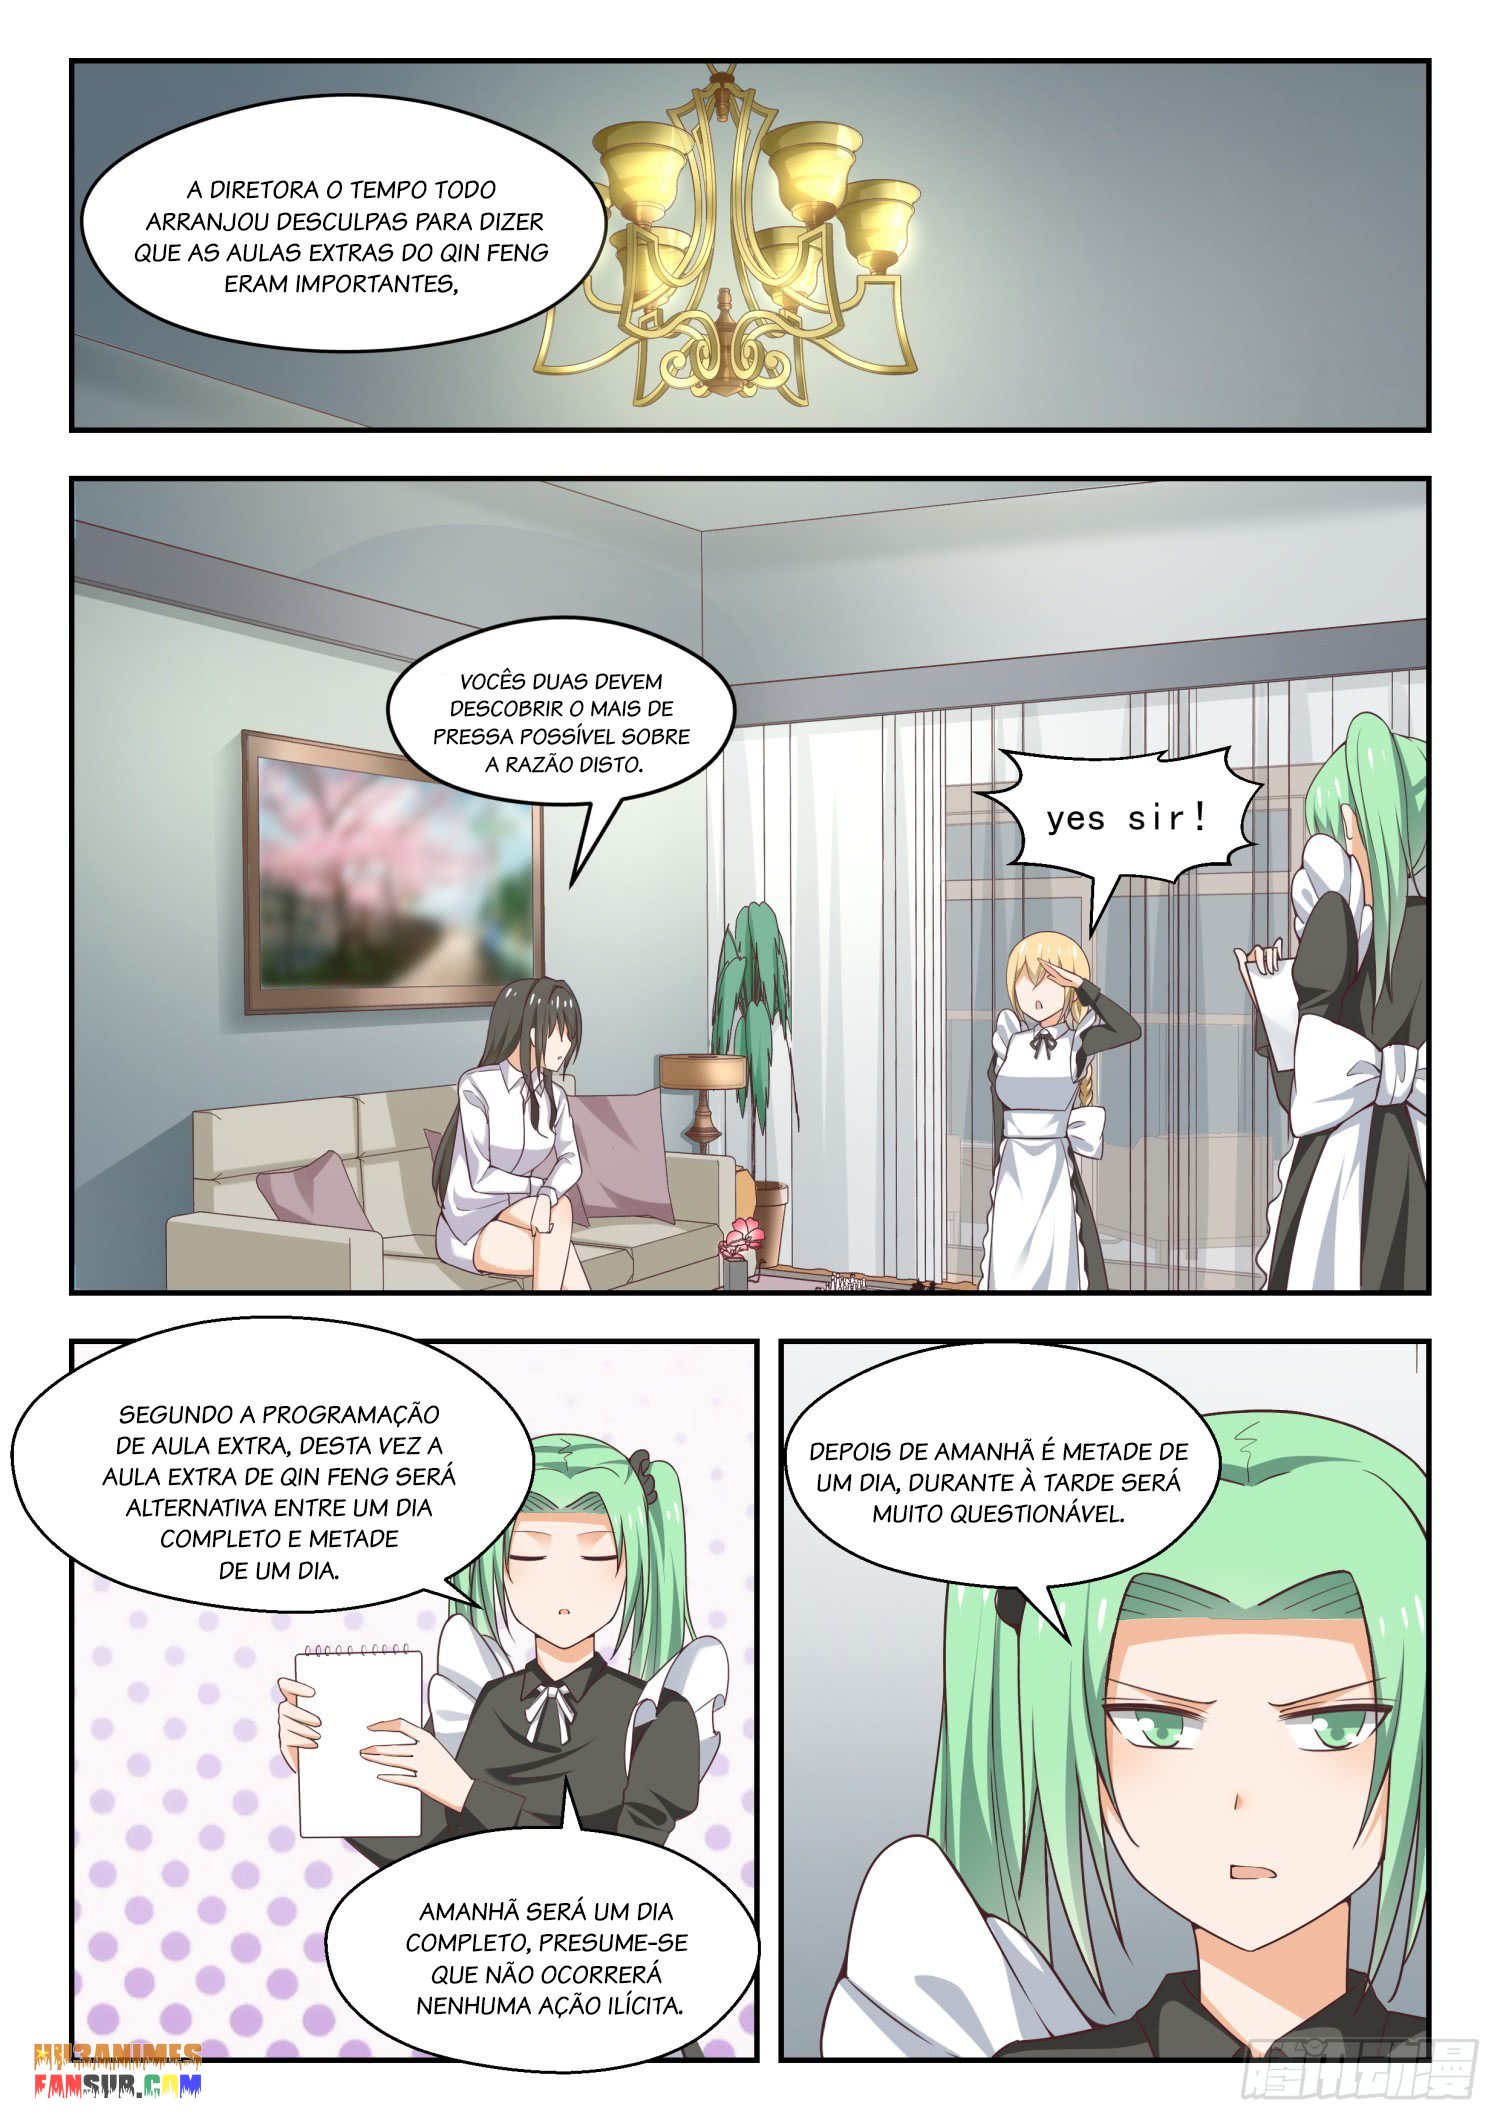 A DIRETORA O TEMPO TODO
ARRANJOU DESCULPAS PARA DIZER
QUE AS AULAS EXTRAS DO QIN FENG
ERAM IMPORTANTES,
VOCÊS DUAS DEVEM
DESCOBRIR O MAIS DE
PRESSA POSSÍVEL SOBRE
A RAZÃO DISTO.
yes sir!
SEGUNDO A PROGRAMAÇÃO
DE AULA EXTRA, DESTA VEZ A
AULA EXTRA DE QIN FENG SERÁ
ALTERNATIVA ENTRE UM DIA
COMPLETO E METADE
DE UM DIA.
AMANHÃ SERÁ UM DIA
COMPLETO, PRESUME-SE
QUE NÃO OCORRERÁ
NENHUMA AÇÃO ILÍCITA.
DEPOIS DE AMANHÃ É METADE DE
UM DIA, DURANTE À TARDE SERÁ
MUITO QUESTIONÁVEL.
FANSUB.COM
腾讯动漫